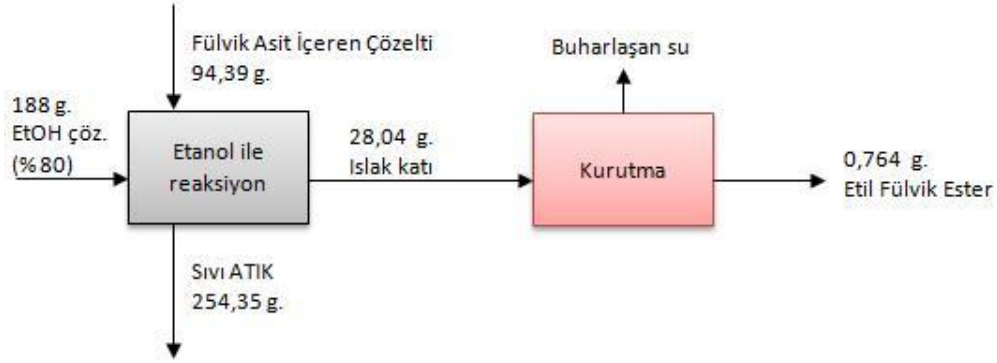 Fülvik Asit İçeren Çözelti
94,39 g.
Buharlaşan su
188 g.
EtOH çöz.
(%80)
Etanol ile
reaksiyon
28,04 g.
Islak katı
Kurutma
0,764 g.
Etil Fülvik Ester
Sıvı ATIK
254,35 g.